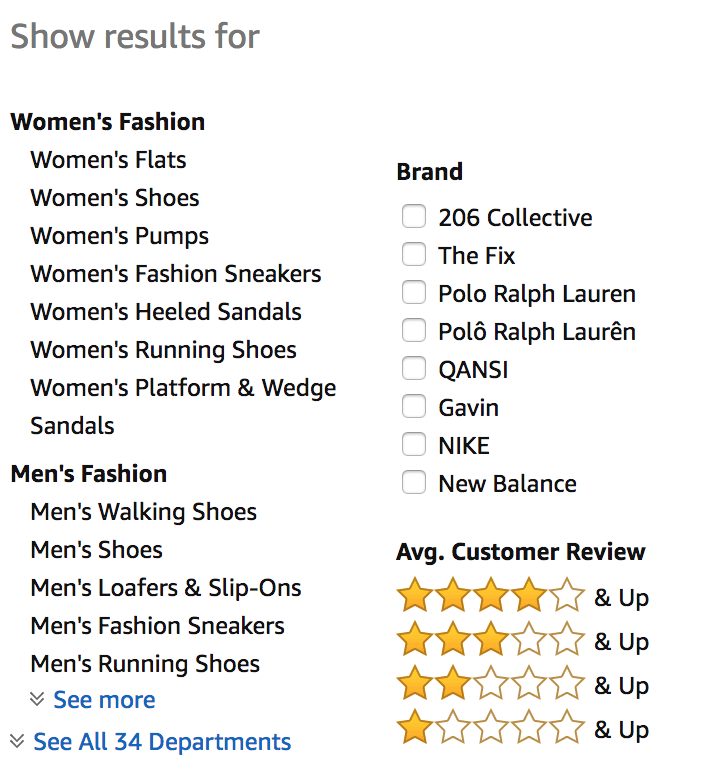 Show results for
Women's Fashion
Women's Flats
Women's Shoes
Women's Pumps
Women's Fashion Sneakers
Women's Heeled Sandals
Women's Running Shoes
Women's Platform & Wedge
Sandals
Men's Fashion
Men's Walking Shoes
Men's Shoes
Men's Loafers & Slip-Ons
Men's Fashion Sneakers
Men's Running Shoes
See more
See All 34 Departments
Brand
206 Collective
The Fix
Polo Ralph Lauren
Polô Ralph Laurên
QANSI
Gavin
NIKE
New Balance
Avg. Customer Review
& Up
& Up
& Up
& Up